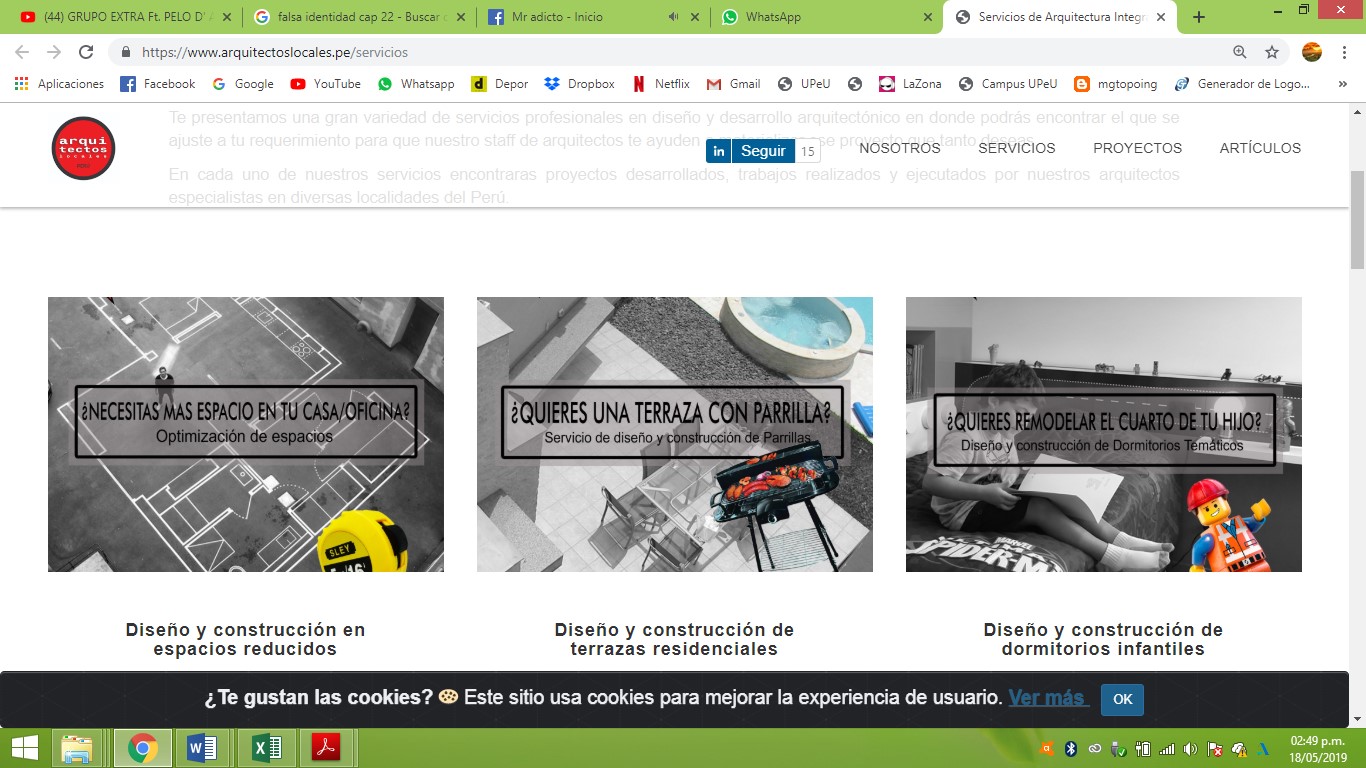 (44) GRUPO EXTRA Ft. PELO D'
falsa identidad cap 22 - Buscar
Mr adicto - Inicio
WhatsApp
Servicios de Arquitectura Integr
https://www.arquitectoslocales.pe/servicios
Aplicaciones
Facebook
Google
YouTube
Whatsapp
Depor
Dropbox
Netflix
Gmail
UPeU
LaZona
Campus UPeU
mgtopoing
Generador de Logo...
»
arqui
tectos
locales
Te presentamos una gran variedad de servicios profesionales en diseño y desarollo arquitectónico en donde podrás encontrar el que se
ajuste a tu requerimiento para que nuestro staff de arquitectos te ayuden a materializar ese proyecto que tanto deseas.
in Seguir 15
NOSOTROS
SERVICIOS
PROYECTOS
ARTÍCULOS
En cada uno de nuestros servicios encontraras proyectos desarrollados, trabajos realizados y ejecutados por nuestros arquitectos
especialistas en diversas localidades del Perú.
¿NECESITAS MAS ESPACIO EN TU CASA/OFICINA?
Optimización de espacios
SLEY
¿QUIERES UNA TERRAZA CON PARRILLA?
Servicio de diseño y construcción de Parrillas
¿QUIERES REMODELAR EL CUARTO DE TU HIJO?
Diseño y construcción de Dormitorios Temáticos
MARVEL
SPIDER-M
Diseño y construcción en
espacios reducidos
Diseño y construcción de
terrazas residenciales
Diseño y construcción de
dormitorios infantiles
¿Te gustan las cookies? 🍪 Este sitio usa cookies para mejorar la experiencia de usuario. Ver más
OK
02:49 p.m.
18/05/2019